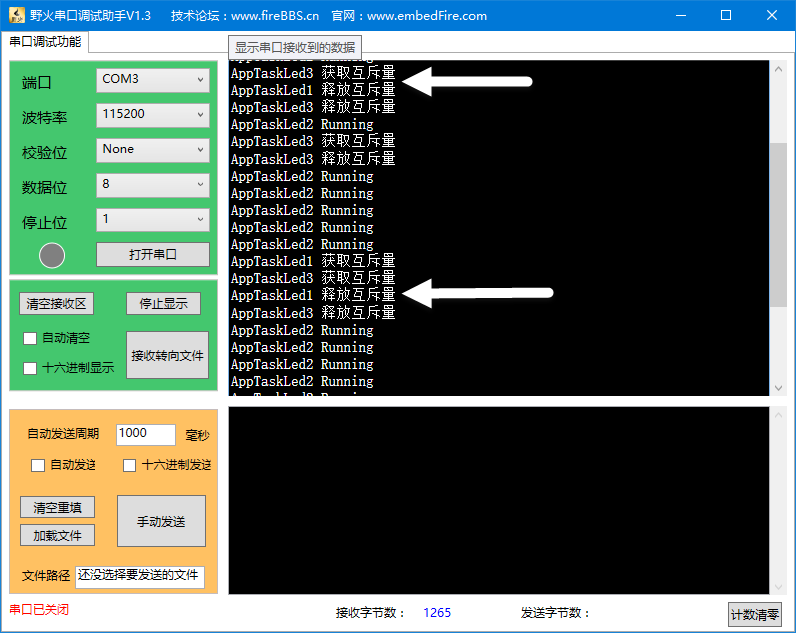 野火串口调试助手V1.3 技术论坛：www.fireBBS.cn 官网：www.embedFire.com
串口调试功能
显示串口接收到的数据
端口 COM3
波特率 115200
校验位 None
数据位 8
停止位 1
打开串口
清空接收区 停止显示
自动清空
十六进制显示
接收转向文件
AppTaskLed2 Running
AppTaskLed3 获取互斥量
AppTaskLed1 释放互斥量
AppTaskLed3 释放互斥量
AppTaskLed2 Running
AppTaskLed3 获取互斥量
AppTaskLed3 释放互斥量
AppTaskLed2 Running
AppTaskLed2 Running
AppTaskLed2 Running
AppTaskLed2 Running
AppTaskLed2 Running
AppTaskLed1 获取互斥量
AppTaskLed3 获取互斥量
AppTaskLed1 释放互斥量
AppTaskLed3 释放互斥量
AppTaskLed2 Running
AppTaskLed2 Running
AppTaskLed2 Running
AppTaskLed2 Running
AppTaskLed2 Running
自动发送周期 1000 毫秒
自动发送 十六进制发送
清空重填
加载文件
手动发送
文件路径 还没选择要发送的文件
串口已关闭 接收字节数： 1265 发送字节数： 计数清零